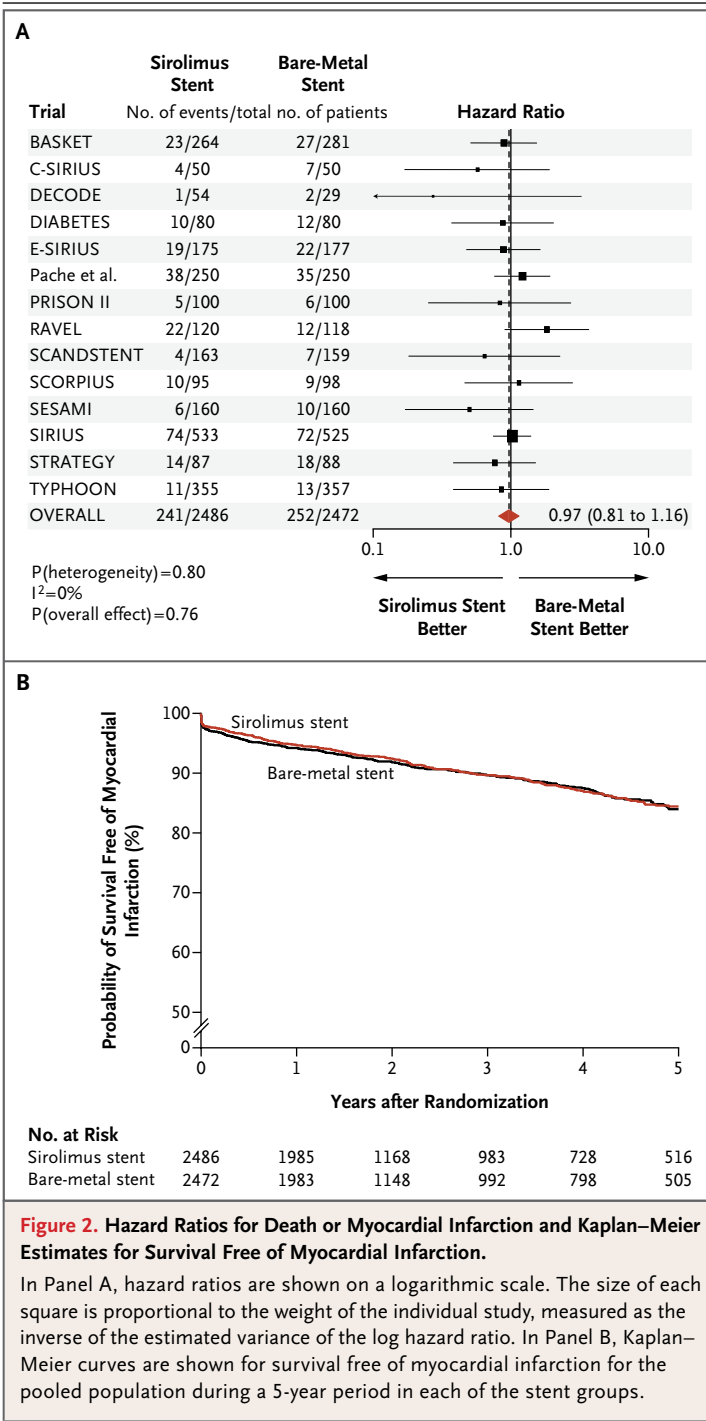 A
Sirolimus Stent Bare-Metal Stent
Trial No. of events/total no. of patients Hazard Ratio
BASKET 23/264 27/281
C-SIRIUS 4/50 7/50
DECODE 1/54 2/29
DIABETES 10/80 12/80
E-SIRIUS 19/175 22/177
Pache et al. 38/250 35/250
PRISON II 5/100 6/100
RAVEL 22/120 12/118
SCANDSTENT 4/163 7/159
SCORPIUS 10/95 9/98
SESAMI 6/160 10/160
SIRIUS 74/533 72/525
STRATEGY 14/87 18/88
TYPHOON 11/355 13/357
OVERALL 241/2486 252/2472 0.97 (0.81 to 1.16)
0.1 1.0 10.0
P(heterogeneity)=0.80
I²=0%
P(overall effect)=0.76
Sirolimus Stent Better
Bare-Metal Stent Better
B
Probability of Survival Free of Myocardial Infarction (%)
100
90
80
70
60
50
0
Sirolimus stent
Bare-metal stent
0 1 2 3 4 5
Years after Randomization
No. at Risk
Sirolimus stent 2486 1985 1168 983 728 516
Bare-metal stent 2472 1983 1148 992 798 505
Figure 2. Hazard Ratios for Death or Myocardial Infarction and Kaplan–Meier
Estimates for Survival Free of Myocardial Infarction.
In Panel A, hazard ratios are shown on a logarithmic scale. The size of each
square is proportional to the weight of the individual study, measured as the
inverse of the estimated variance of the log hazard ratio. In Panel B, Kaplan–
Meier curves are shown for survival free of myocardial infarction for the
pooled population during a 5-year period in each of the stent groups.